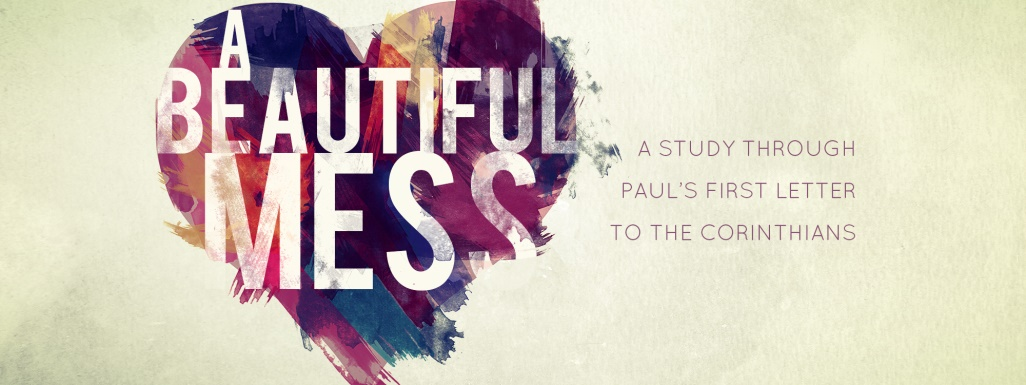 A
BEAUTIFUL
MESS
A STUDY THROUGH
PAUL’S FIRST LETTER
TO THE CORINTHIANS